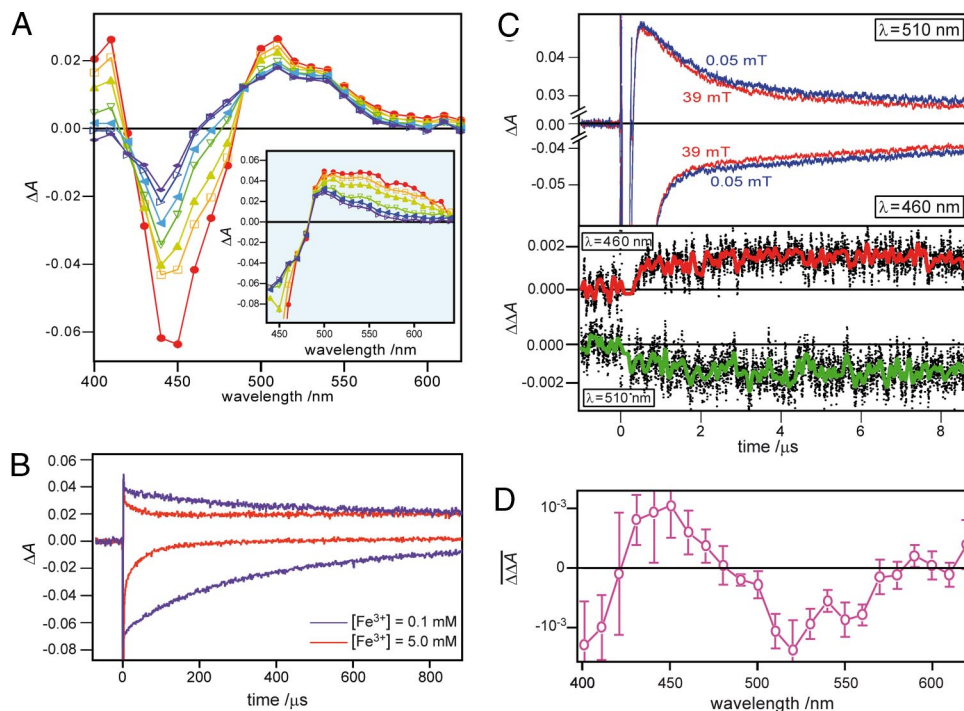 A
ΔA
0.02
0.00
-0.02
-0.04
-0.06
400
450
500
550
600
wavelength /nm
0.06
0.04
0.02
0.00
-0.02
-0.04
-0.06
-0.08
ΔA
450
500
550
600
wavelength /nm
B
ΔA
0.06
0.04
0.02
0.00
-0.02
-0.04
-0.06
-0.08
[Fe³⁺] = 0.1 mM
[Fe³⁺] = 5.0 mM
0
200
400
600
800
time /μs
C
λ=510 nm
0.05 mT
39 mT
0.03
0.00
ΔA
-0.04
-0.05
39 mT
0.05 mT
λ=460 nm
λ=460 nm
0.002
0.000
ΔΔA
0.000
-0.002
λ=510 nm
0
2
4
6
8
time /μs
D
10⁻³
0
-10⁻³
ΔΔA
400
450
500
550
600
wavelength /nm